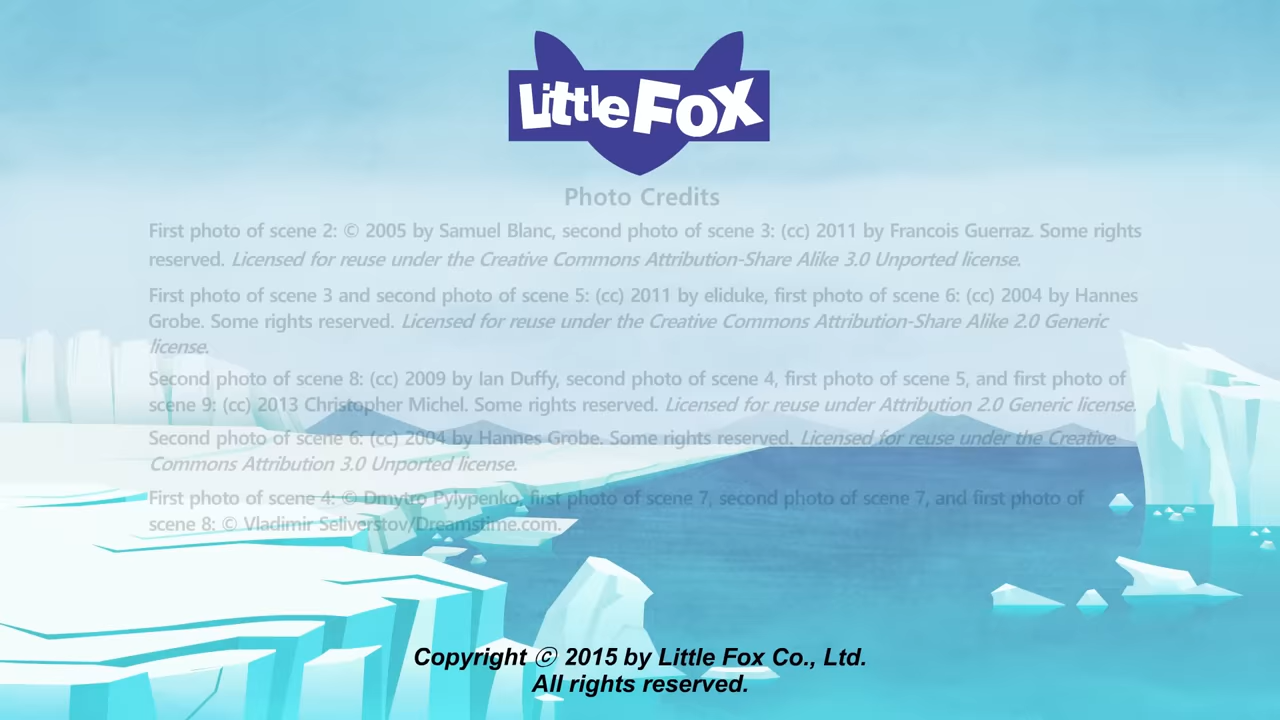 Little Fox
Photo Credits
First photo of scene 2: © 2005 by Samuel Blanc, second photo of scene 3: (cc) 2011 by Francois Guerraz. Some rights
reserved. Licensed for reuse under the Creative Commons Attribution-Share Alike 3.0 Unported license.
First photo of scene 3 and second photo of scene 5: (cc) 2011 by eliduke, first photo of scene 6: (cc) 2004 by Hannes
Grobe. Some rights reserved. Licensed for reuse under the Creative Commons Attribution-Share Alike 2.0 Generic
license.
Second photo of scene 8: (cc) 2009 by Ian Duffy, second photo of scene 4, first photo of scene 5, and first photo of
scene 9: (cc) 2013 Christopher Michel. Some rights reserved. Licensed for reuse under Attribution 2.0 Generic license.
Second photo of scene 6: (cc) 2004 by Hannes Grobe. Some rights reserved. Licensed for reuse under the Creative
Commons Attribution 3.0 Unported license.
First photo of scene 4: © Dmytro Pylypenko, first photo of scene 7, second photo of scene 7, and first photo of
scene 8: © Vladimir Seliverstov/Dreamstime.com.
Copyright ⓒ 2015 by Little Fox Co., Ltd.
All rights reserved.